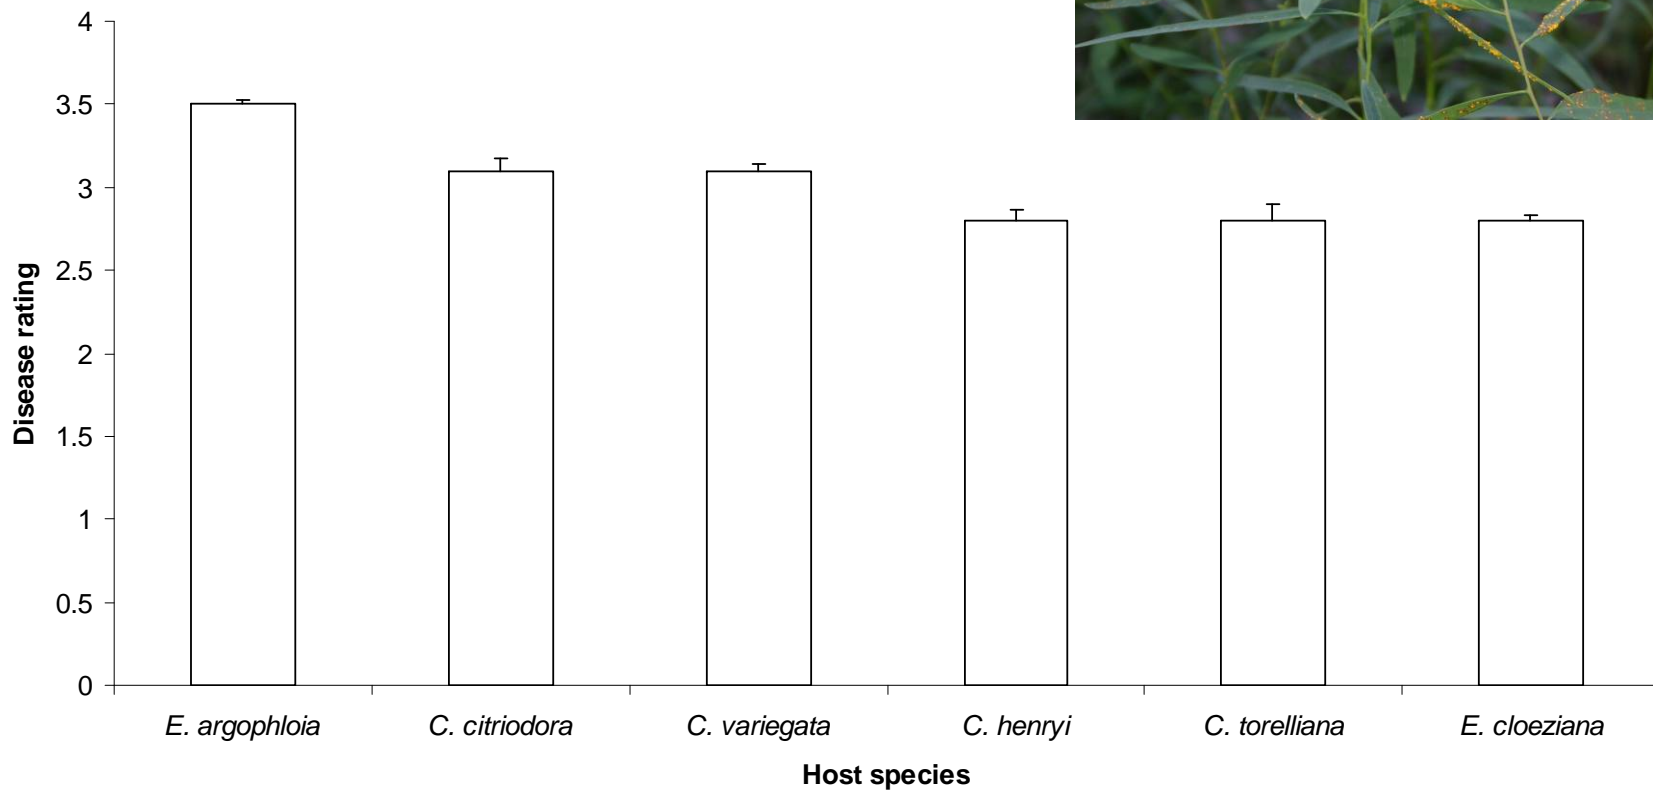 4
3.5
3
2.5
2
1.5
1
0.5
0
Disease rating
E. argophloia
C. citriodora
C. variegata
C. henryi
C. torelliana
E. cloeziana
Host species